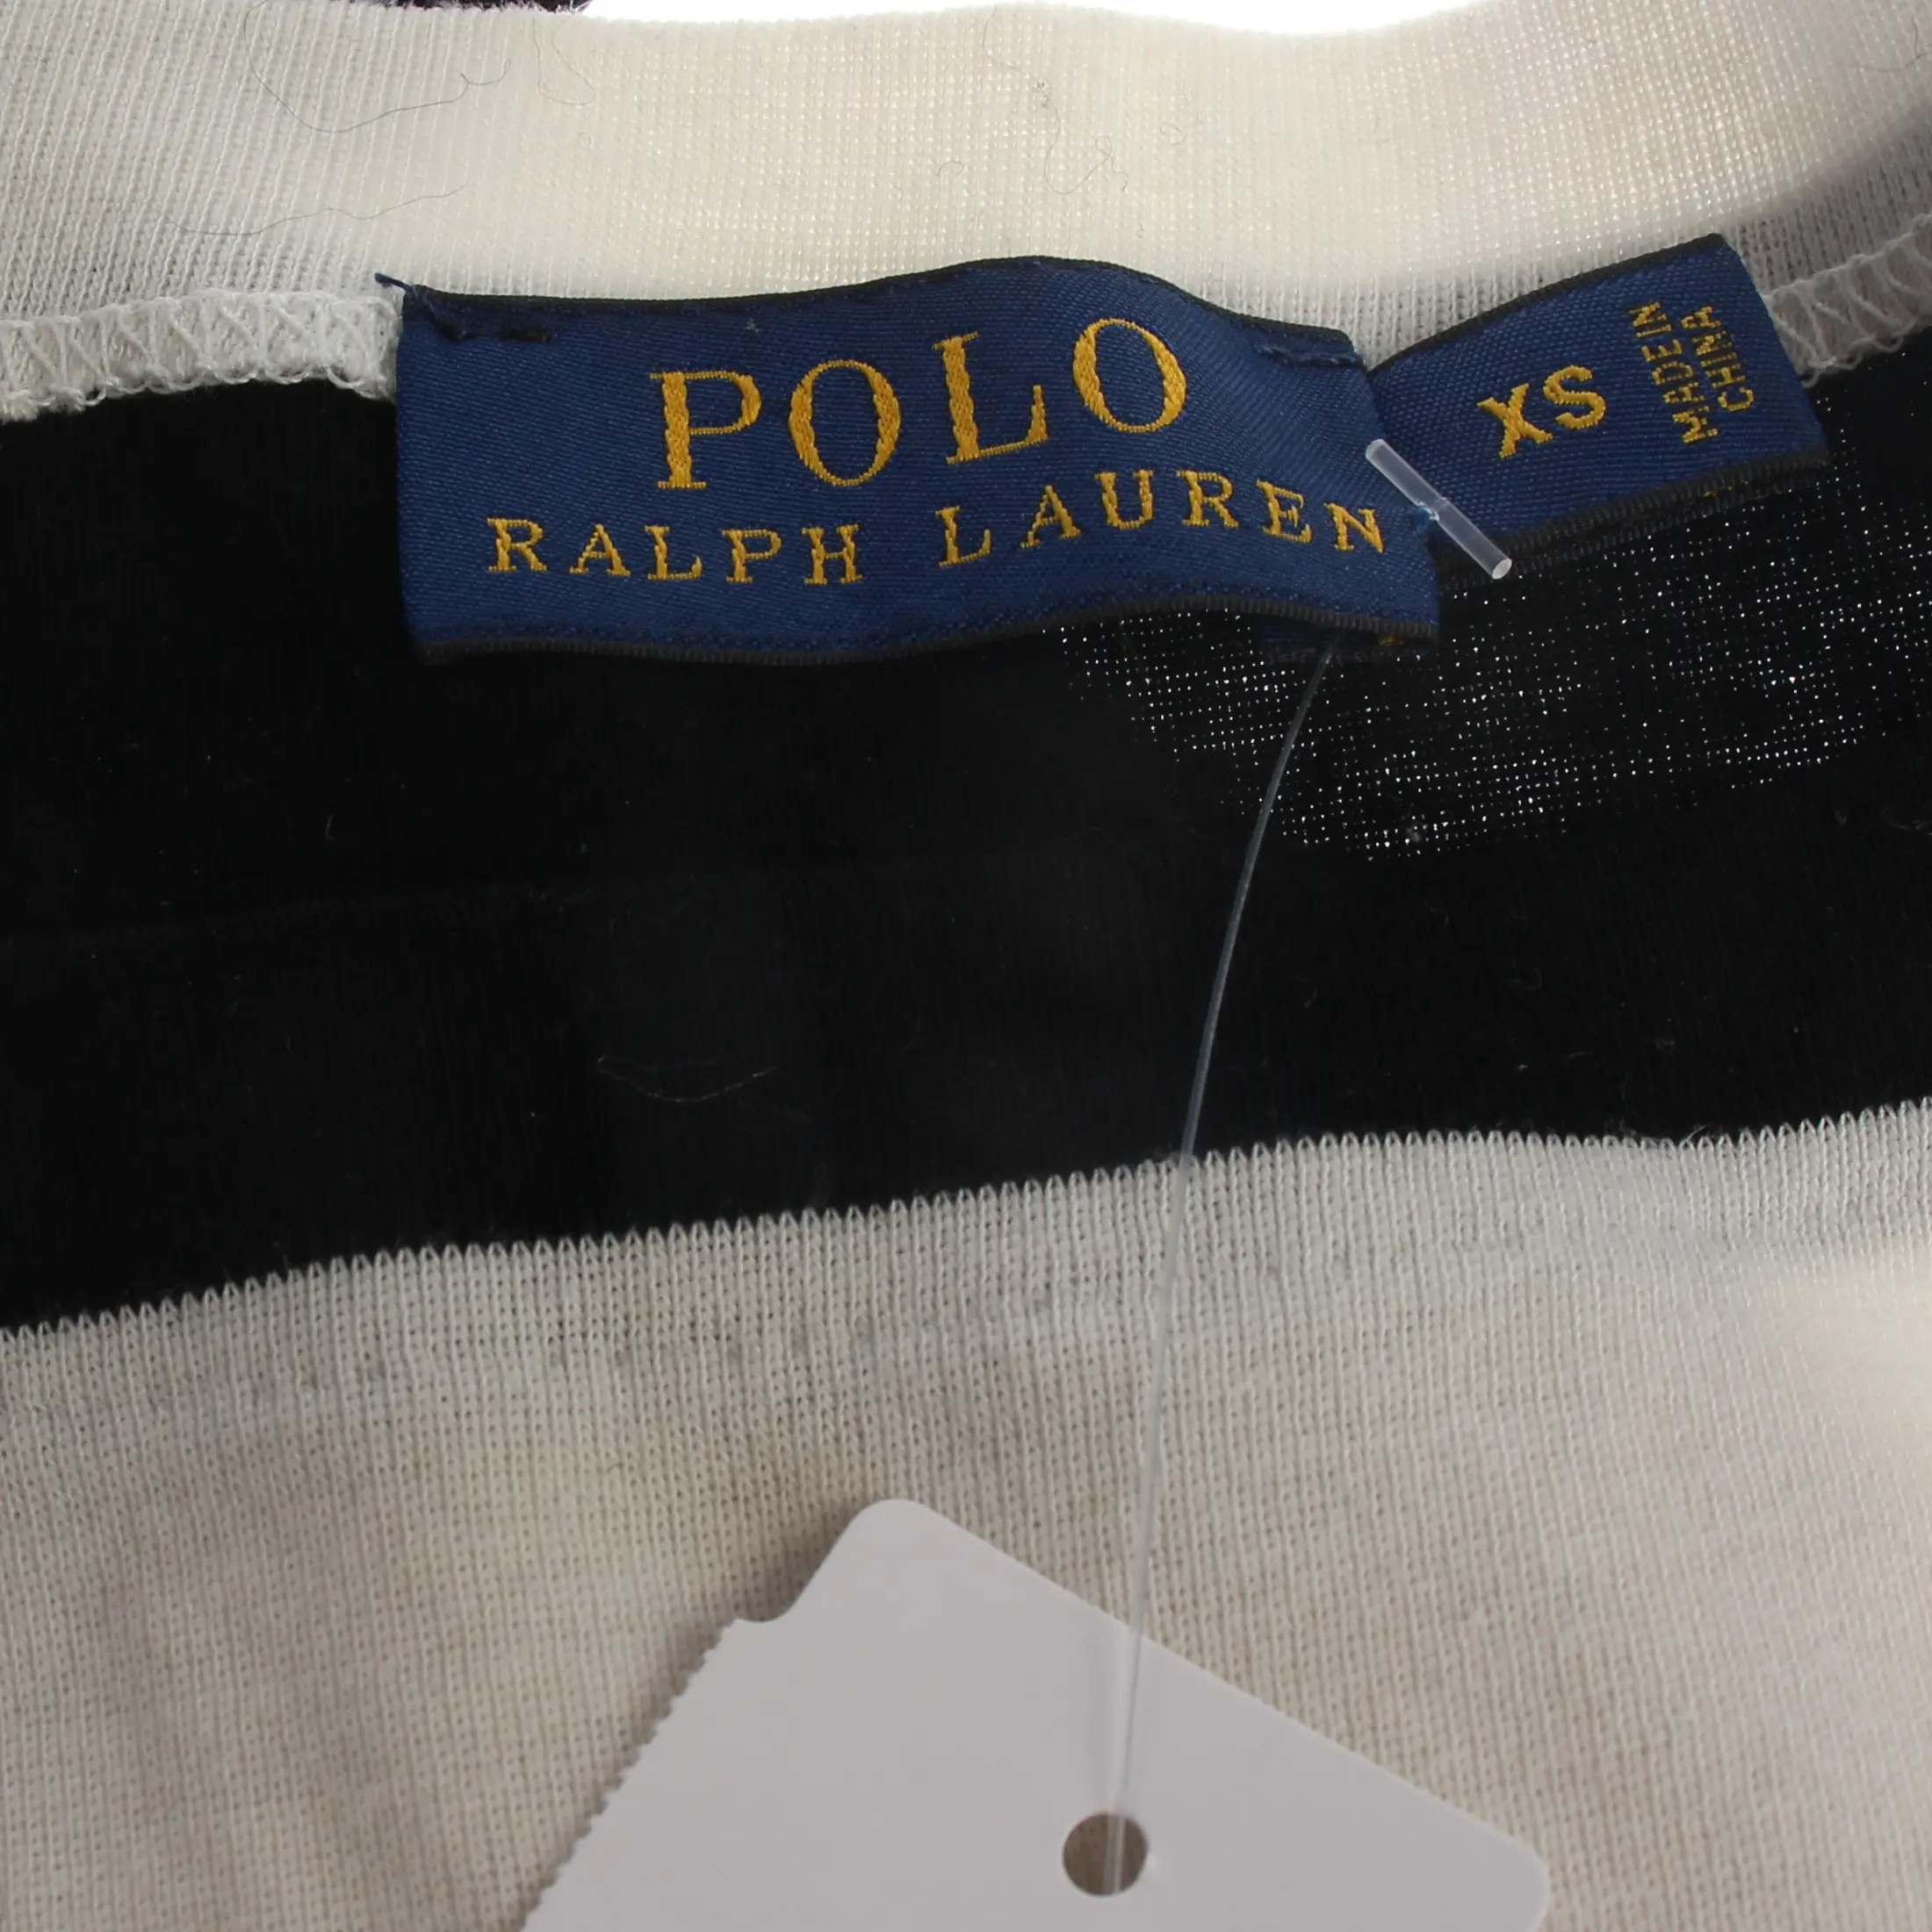 POLO
RALPH LAUREN
XS
MADE IN
CHINA